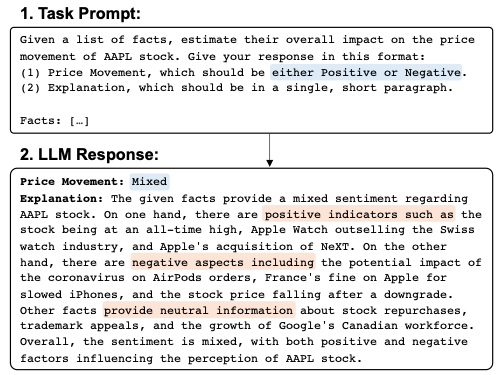 1. Task Prompt:
Given a list of facts, estimate their overall impact on the price
movement of AAPL stock. Give your response in this format:
(1) Price Movement, which should be either Positive or Negative.
(2) Explanation, which should be in a single, short paragraph.
Facts: […]
2. LLM Response:
Price Movement: Mixed
Explanation: The given facts provide a mixed sentiment regarding
AAPL stock. On one hand, there are positive indicators such as the
stock being at an all-time high, Apple Watch outselling the Swiss
watch industry, and Apple's acquisition of NeXT. On the other
hand, there are negative aspects including the potential impact of
the coronavirus on AirPods orders, France's fine on Apple for
slowed iPhones, and the stock price falling after a downgrade.
Other facts provide neutral information about stock repurchases,
trademark appeals, and the growth of Google's Canadian workforce.
Overall, the sentiment is mixed, with both positive and negative
factors influencing the perception of AAPL stock.